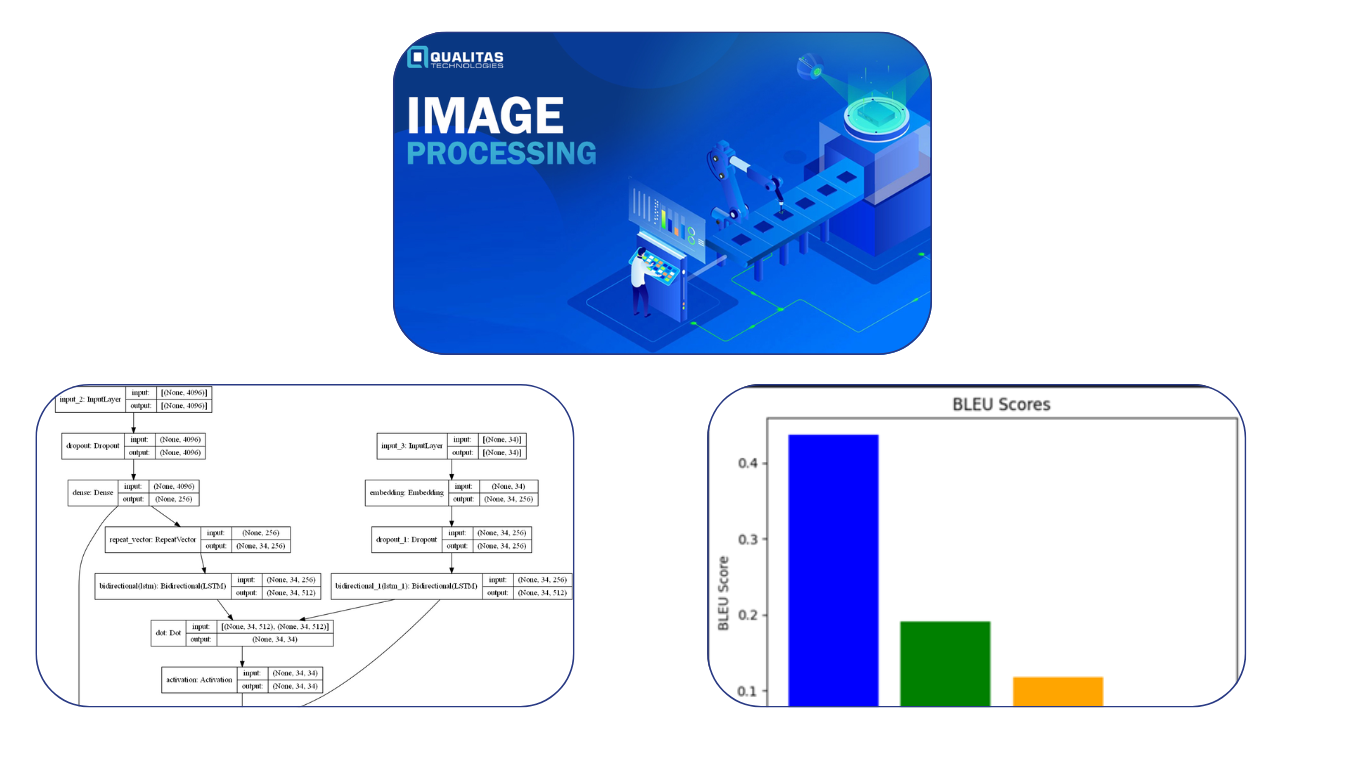 QUALITAS
TECHNOLOGIES
IMAGE
PROCESSING
input_2: InputLayer
input:
[(None, 4096)]
output:
[(None, 4096)]
dropout: Dropout
input:
(None, 4096)
output:
(None, 4096)
input_3: InputLayer
input:
[(None, 34)]
output:
[(None, 34)]
dense: Dense
input:
(None, 4096)
output:
(None, 256)
embedding: Embedding
input:
(None, 34)
output:
(None, 34, 256)
repeat_vector: RepeatVector
input:
(None, 256)
output:
(None, 34, 256)
dropout_1: Dropout
input:
(None, 34, 256)
output:
(None, 34, 256)
bidirectional(lstm): Bidirectional(LSTM)
input:
(None, 34, 256)
output:
(None, 34, 512)
bidirectional_1(lstm_1): Bidirectional(LSTM)
input:
(None, 34, 256)
output:
(None, 34, 512)
dot: Dot
input:
[(None, 34, 512), (None, 34, 512)]
output:
(None, 34, 34)
activation: Activation
input:
(None, 34, 34)
output:
(None, 34, 34)
BLEU Scores
BLEU Score
0.4
0.3
0.2
0.1